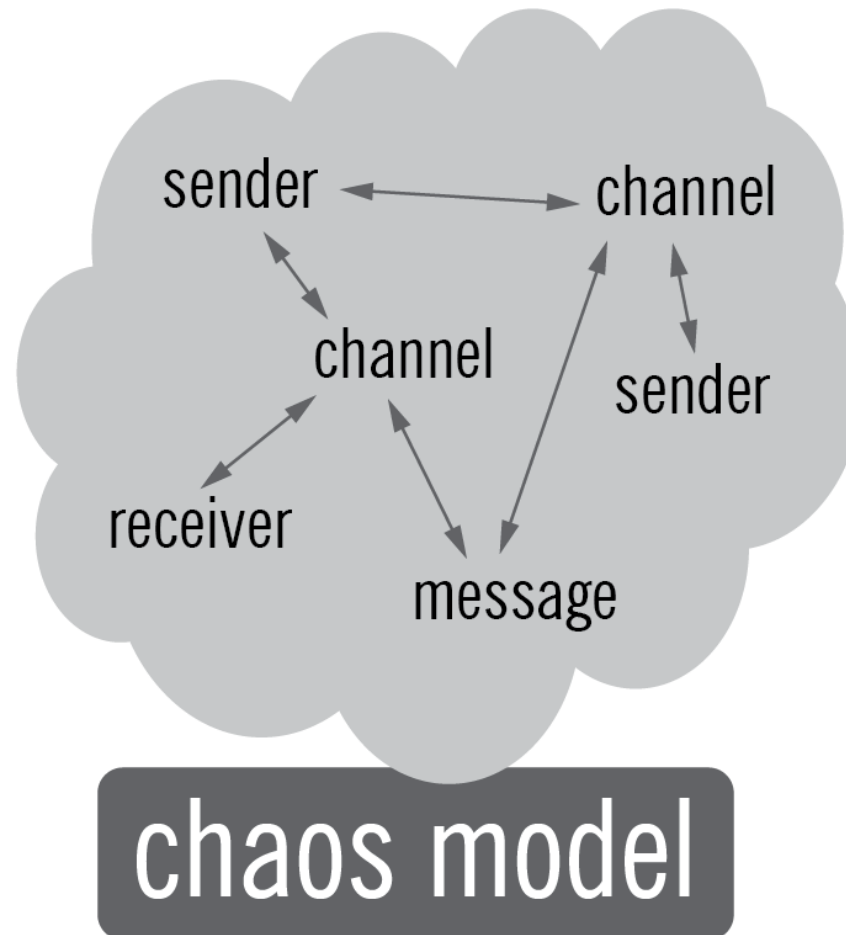 sender
channel
channel
sender
receiver
message
chaos model